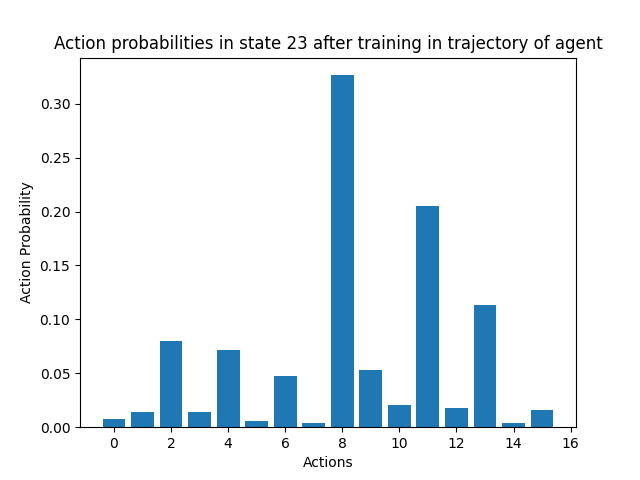 Action probabilities in state 23 after training in trajectory of agent
0.30
0.25
0.20
0.15
0.10
0.05
0.00
Action Probability
0 2 4 6 8 10 12 14 16
Actions